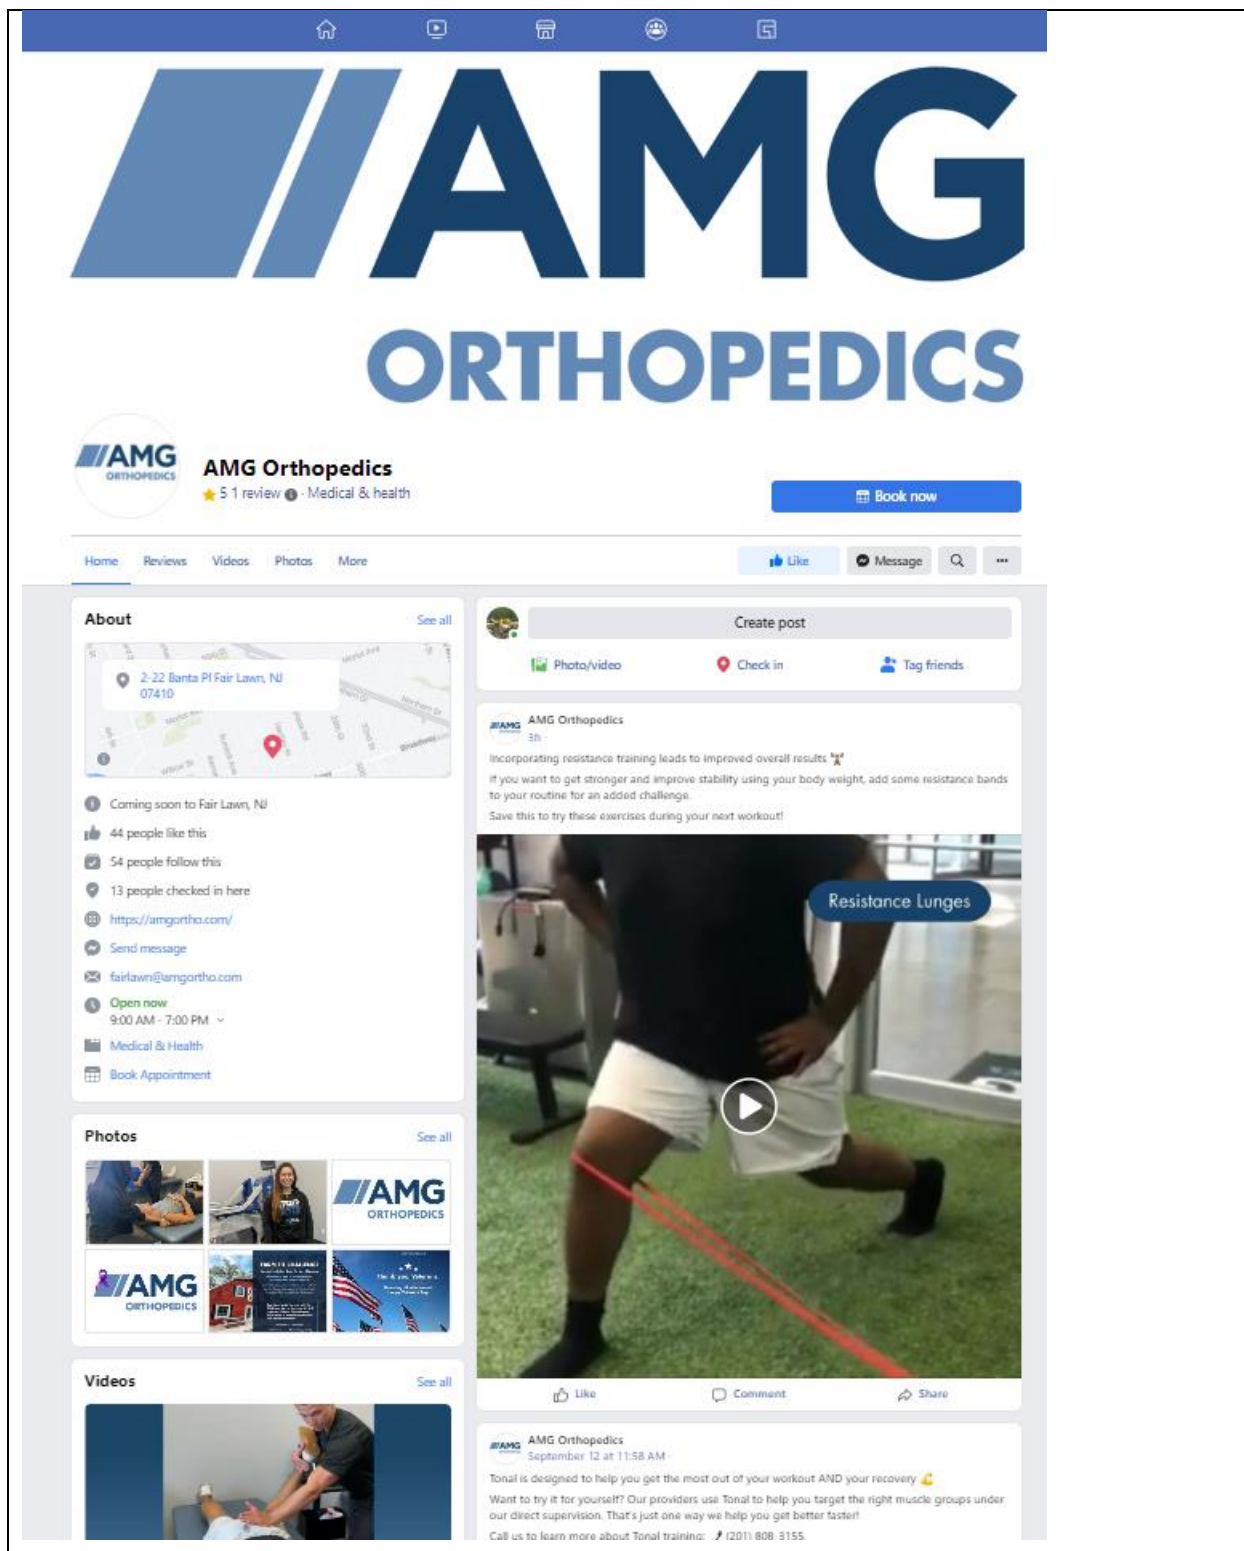 AMG
ORTHOPEDICS
AMG
ORTHOPEDICS
AMG Orthopedics
5 1 review · Medical & health
Book now
Home Reviews Videos Photos More
Like Message
About See all
2-22 Banta Pl Fair Lawn, NJ
07410
Broadway
Coming soon to Fair Lawn, NJ
44 people like this
54 people follow this
13 people checked in here
https://amgortho.com/
Send message
fairlawn@amgortho.com
Open now
9:00 AM - 7:00 PM
Medical & Health
Book Appointment
Photos See all
AMG
ORTHOPEDICS
AMG
ORTHOPEDICS
Videos See all
Create post
Photo/video Check in Tag friends
AMG
AMG Orthopedics
3h
Incorporating resistance training leads to improved overall results
If you want to get stronger and improve stability using your body weight, add some resistance bands
to your routine for an added challenge.
Save this to try these exercises during your next workout!
Resistance Lunges
Like Comment Share
AMG
AMG Orthopedics
September 12 at 11:58 AM
Tonal is designed to help you get the most out of your workout AND your recovery 💪
Want to try it for yourself? Our providers use Tonal to help you target the right muscle groups under
our direct supervision. That's just one way we help you get better faster!
Call us to learn more about Tonal training: (201) 808-3155.